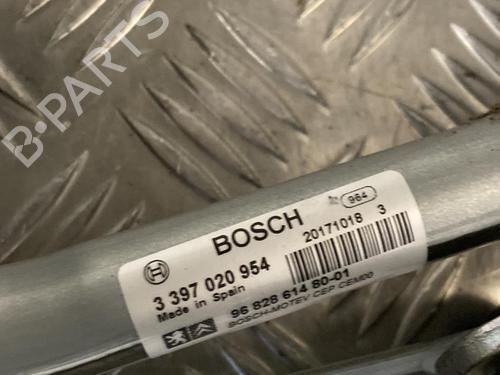 B-PARTS
964
BOSCH
20171018 3
3 397 020 954
Made in Spain
96 828 614 80-01
BOSCH-MOTEV CEP CEM00